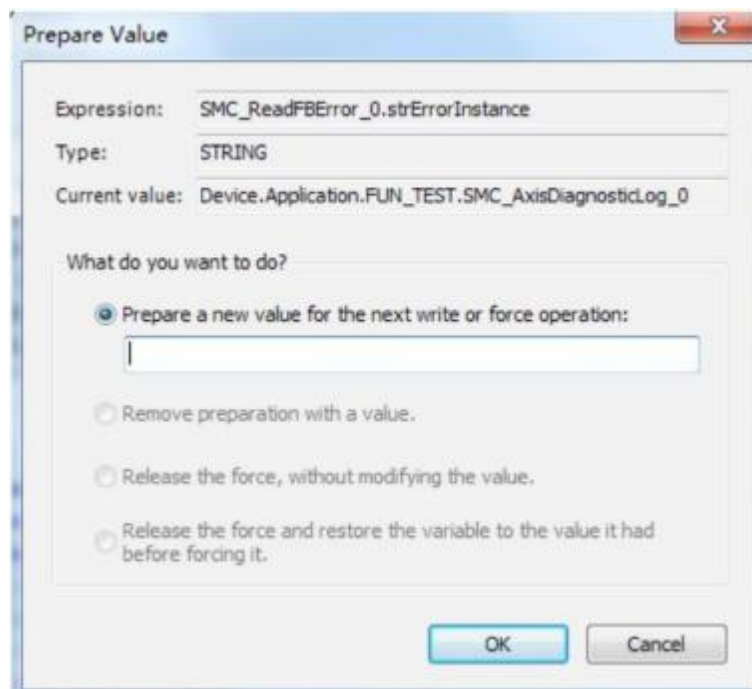 Prepare Value
Expression: SMC_ReadFBError_0.strErrorInstance
Type: STRING
Current value: Device.Application.FUN_TEST.SMC_AxisDiagnosticLog_0
What do you want to do?
Prepare a new value for the next write or force operation:
Remove preparation with a value.
Release the force, without modifying the value.
Release the force and restore the variable to the value it had
before forcing it.
OK Cancel